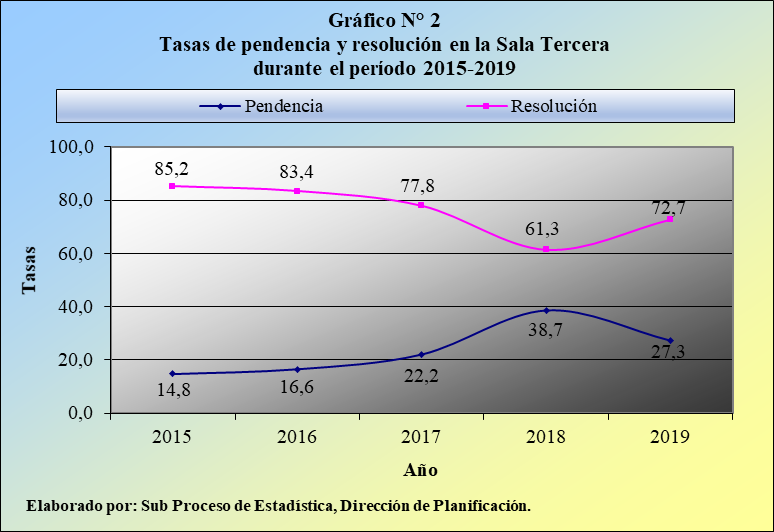 Gráfico N° 2
Tasas de pendencia y resolución en la Sala Tercera
durante el período 2015-2019
Pendencia Resolución
100,0
80,0
60,0
40,0
20,0
0,0
Tasas
85,2 83,4 77,8 61,3 72,7
14,8 16,6 22,2 38,7 27,3
2015 2016 2017 2018 2019
Año
Elaborado por: Sub Proceso de Estadística, Dirección de Planificación.